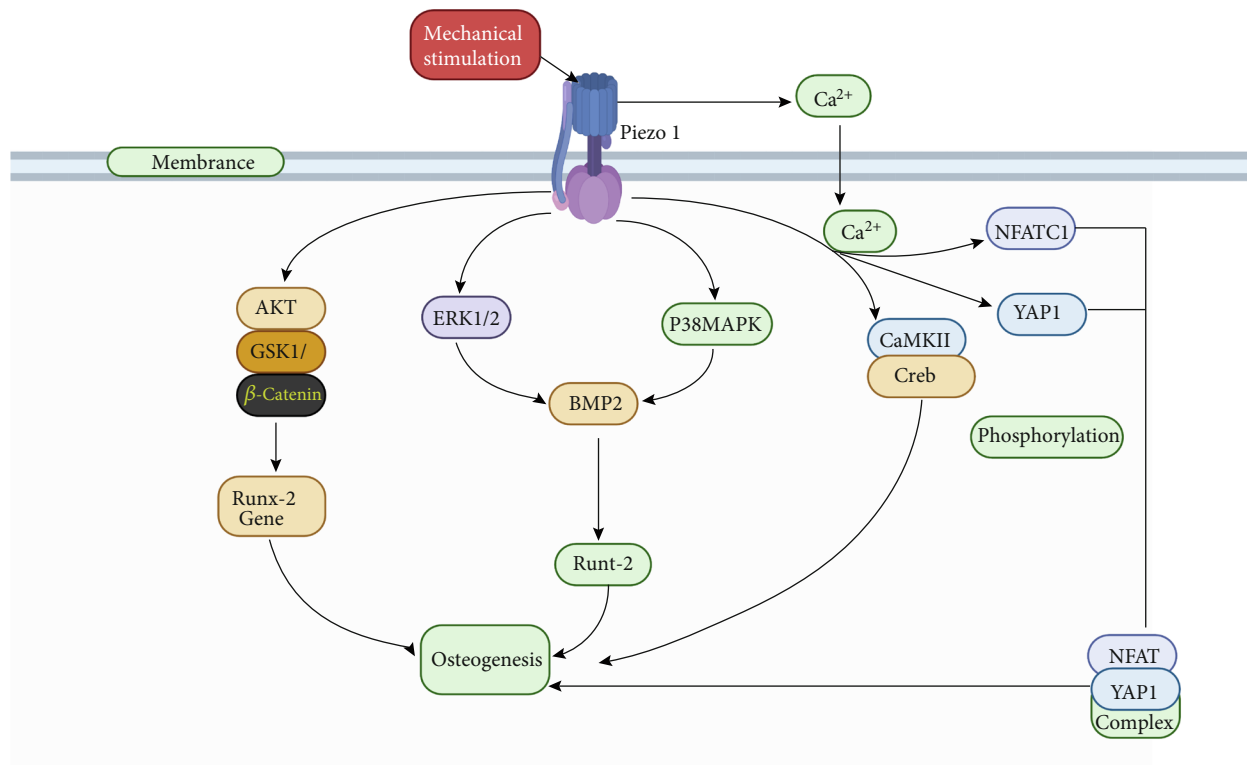 Mechanical
stimulation
Ca²⁺
Piezo 1
Membrance
Ca²⁺
NFATC1
AKT
ERK1/2
P38MAPK
YAP1
GSK1/
CaMKII
Creb
β-Catenin
BMP2
Phosphorylation
Runx-2
Gene
Runt-2
Osteogenesis
NFAT
YAP1
Complex